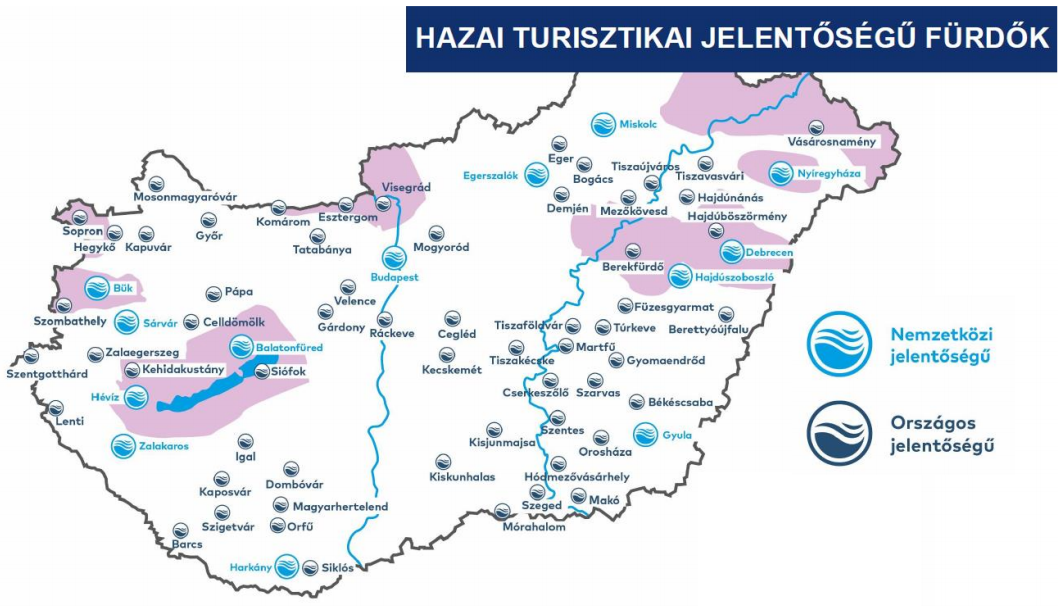 HAZAI TURISZTIKAI JELENTŐSÉGŰ FÜRDŐK
Miskolc
Vásárosnamény
Eger
Bogács
Tiszaújváros
Tiszavasvári
Egerszalók
Nyíregyháza
Mosonmagyaróvár
Visegrád
Demjén
Mezőkövesd
Hajdúnánás
Hajdúböszörmény
Sopron
Hegykő
Kapuvár
Győr
Komárom
Esztergom
Tatabánya
Mogyoród
Budapest
Berekfürdő
Debrecen
Hajdúszoboszló
Bük
Pápa
Velence
Szombathely
Sárvár
Celldömölk
Gárdony
Ráckeve
Cegléd
Füzesgyarmat
Tiszaföldvár
Túrkeve
Berettyóújfalu
Nemzetközi
jelentőségű
Szentgotthárd
Zalaegerszeg
Kehidakustány
Balatonfüred
Siófok
Kecskemét
Tiszakécske
Martfű
Gyomaendrőd
Hévíz
Cserkeszőlő
Szarvas
Békéscsaba
Lenti
Országos
jelentőségű
Zalakaros
Igal
Kisjunmajsa
Szentes
Orosháza
Gyula
Kaposvár
Dombóvár
Kiskunhalas
Hódmezővásárhely
Szigetvár
Magyarhertelend
Orfű
Szeged
Makó
Mórahalom
Barcs
Harkány
Siklós